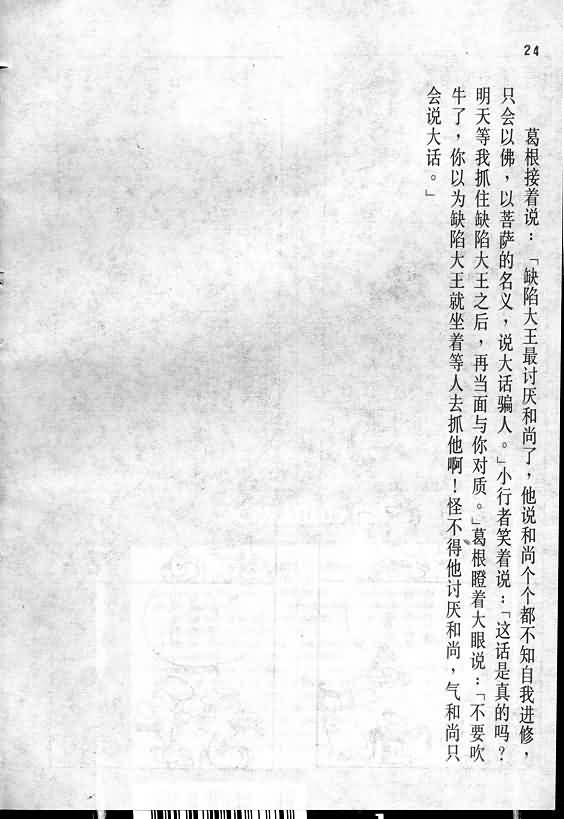 24
葛根接着说：「缺陷大王最讨厌和尚了，他说和尚个个都不知自我进修，
只会以佛，以菩萨的名义，说大话骗人。」小行者笑着说：「这话是真的吗？
明天等我抓住缺陷大王之后，再当面与你对质。」葛根瞪着大眼说：「不要吹
牛了，你以为缺陷大王就坐着等人去抓他啊！怪不得他讨厌和尚，气和尚只
会说大话。」